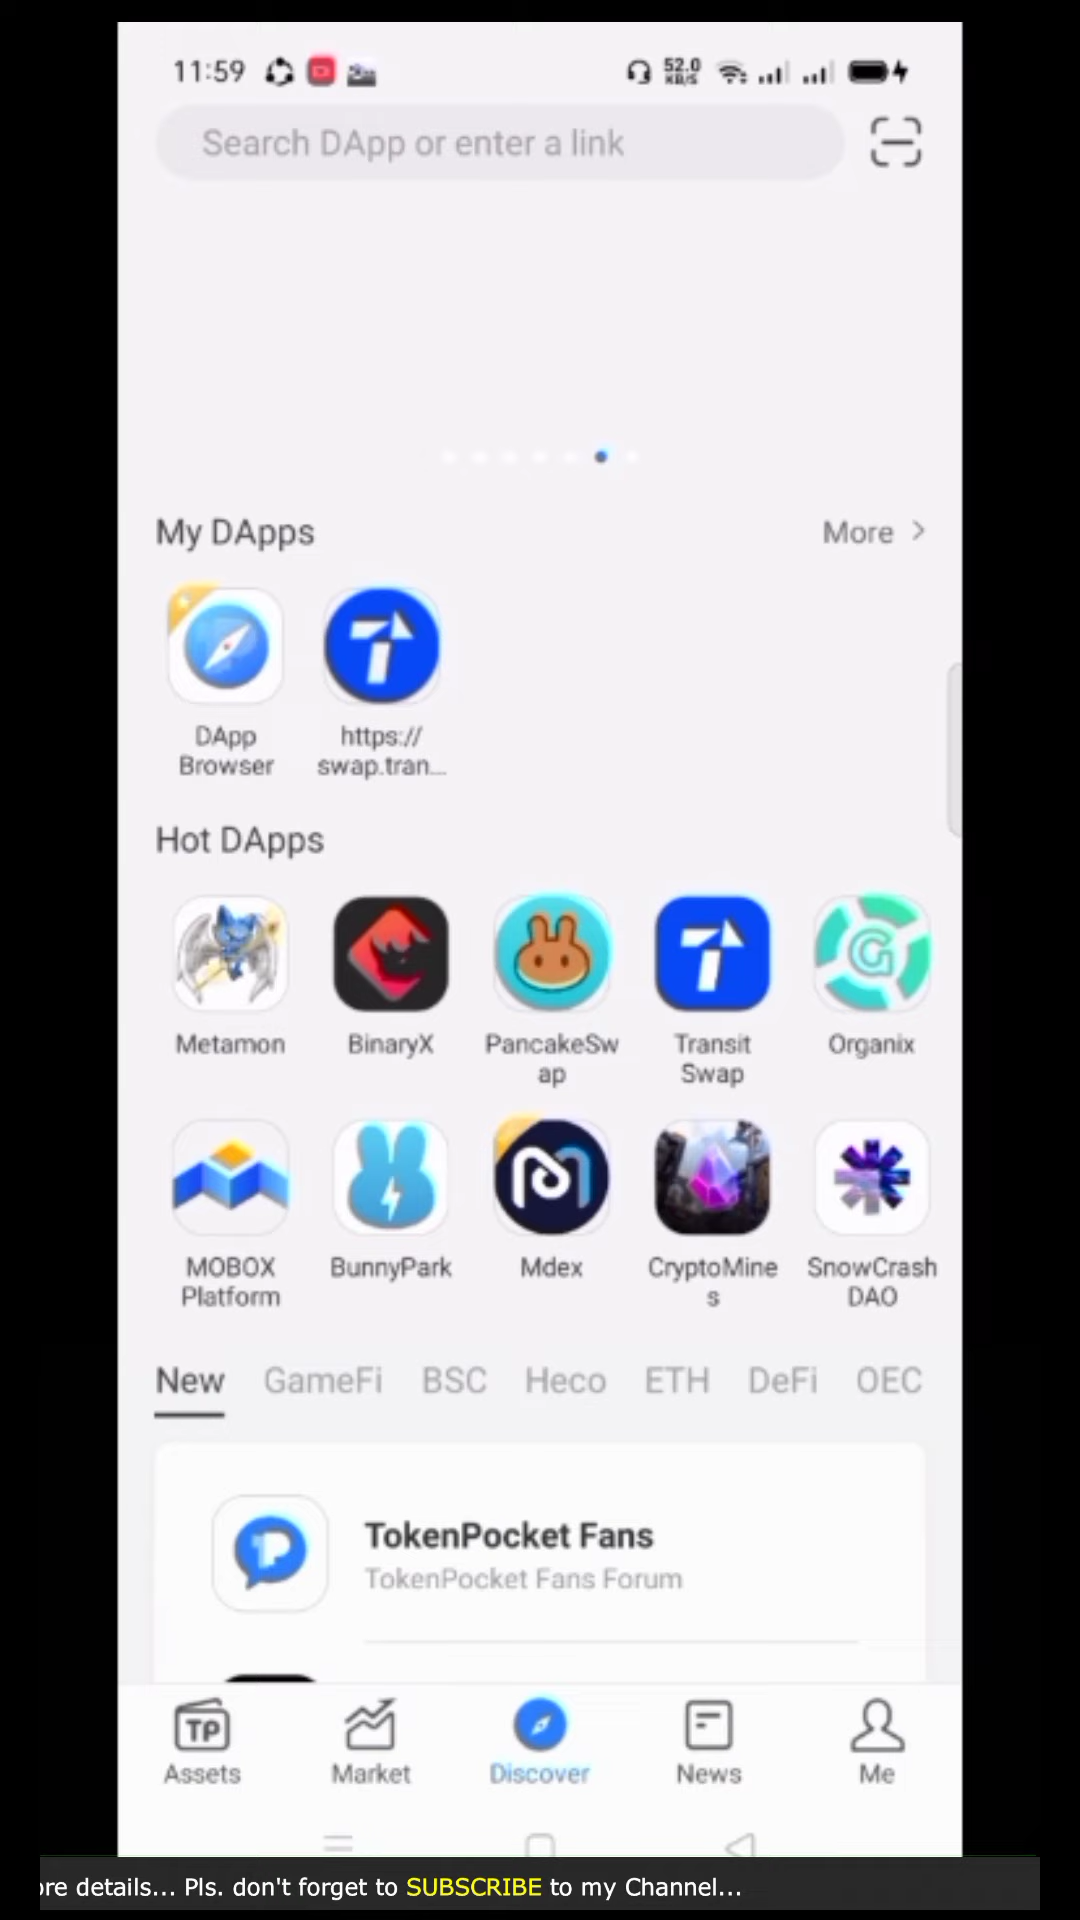 11:59
52.0
KB/S
Search DApp or enter a link
My DApps
More >
DApp
Browser
https://
swap.tran...
Hot DApps
Metamon
BinaryX
PancakeSw
ap
Transit
Swap
Organix
MOBOX
Platform
BunnyPark
Mdex
CryptoMine
s
SnowCrash
DAO
New GameFi BSC Heco ETH DeFi OEC
TokenPocket Fans
TokenPocket Fans Forum
TP
Assets
Market
Discover
News
Me
ore details... Pls. don't forget to SUBSCRIBE to my Channel...